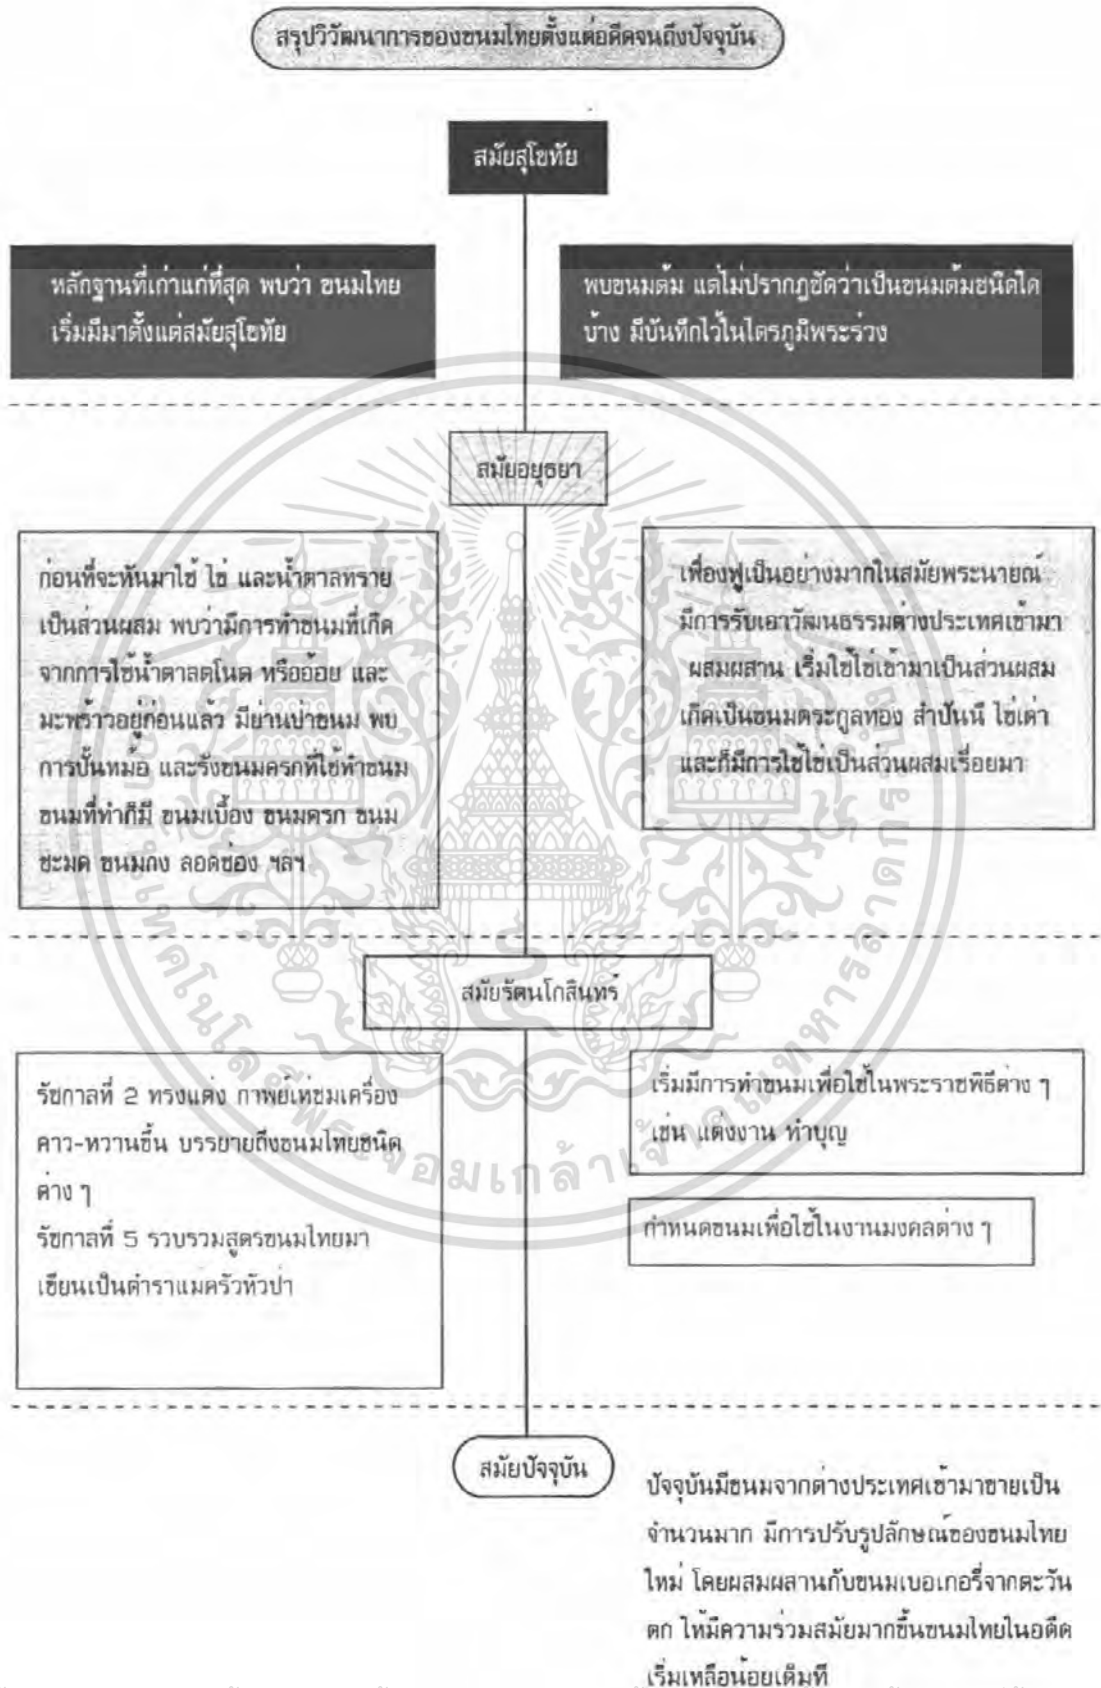 สรุปวิวัฒนาการของขนมไทยตั้งแต่อดีตจนถึงปัจจุบัน
สมัยสุโขทัย
หลักฐานที่เก่าแก่ที่สุด พบว่า ขนมไทย
เริ่มมีมาตั้งแต่สมัยสุโขทัย
พบขนมต้ม แต่ไม่ปรากฏชัดว่าเป็นขนมต้มชนิดใด
บ้าง มีบันทึกไว้ในไตรภูมิพระร่วง
สมัยอยุธยา
ก่อนที่จะหันมาใช้ ไข่ และน้ำตาลทราย
เป็นส่วนผสม พบว่ามีการทำขนมที่เกิด
จากการใช้น้ำตาลตโนด หรืออ้อย และ
มะพร้าวอยู่ก่อนแล้ว มีย่านป่าขนม พบ
การปั้นหม้อ และรังขนมครกที่ใช้ทำขนม
ขนมที่ทำก็มี ขนมเบื้อง ขนมครก ขนม
ชะมด ขนมกง ลอดช่อง ฯลฯ
เฟื่องฟูเป็นอย่างมากในสมัยพระนายณ์
มีการรับเอาวัฒนธรรมต่างประเทศเข้ามา
ผสมผสาน เริ่มใช้ไข่เข้ามาเป็นส่วนผสม
เกิดเป็นขนมตระกูลทอง สำปันนี ไข่เต่า
และก็มีการใช้ไข่เป็นส่วนผสมเรื่อยมา
สมัยรัตนโกสินทร์
รัชกาลที่ 2 ทรงแต่ง กาพย์เห่ชมเครื่อง
คาว-หวานขึ้น บรรยายถึงขนมไทยชนิด
ต่าง ๆ
รัชกาลที่ 5 รวบรวมสูตรขนมไทยมา
เขียนเป็นตำราแม่ครัวหัวป่า
เริ่มมีการทำขนมเพื่อใช้ในพระราชพิธีต่าง ๆ
เช่น แต่งงาน ทำบุญ
กำหนดขนมเพื่อใช้ในงานมงคลต่าง ๆ
สมัยปัจจุบัน
ปัจจุบันมีขนมจากต่างประเทศเข้ามาขายเป็น
จำนวนมาก มีการปรับรูปลักษณ์ของขนมไทย
ใหม่ โดยผสมผสานกับขนมเบอเกอรี่จากตะวัน
ตก ให้มีความร่วมสมัยมากขึ้นขนมไทยในอดีต
เริ่มเหลือน้อยเต็มที
พระจอมเกล้าเจ้าคุณทหารลาดกระบัง